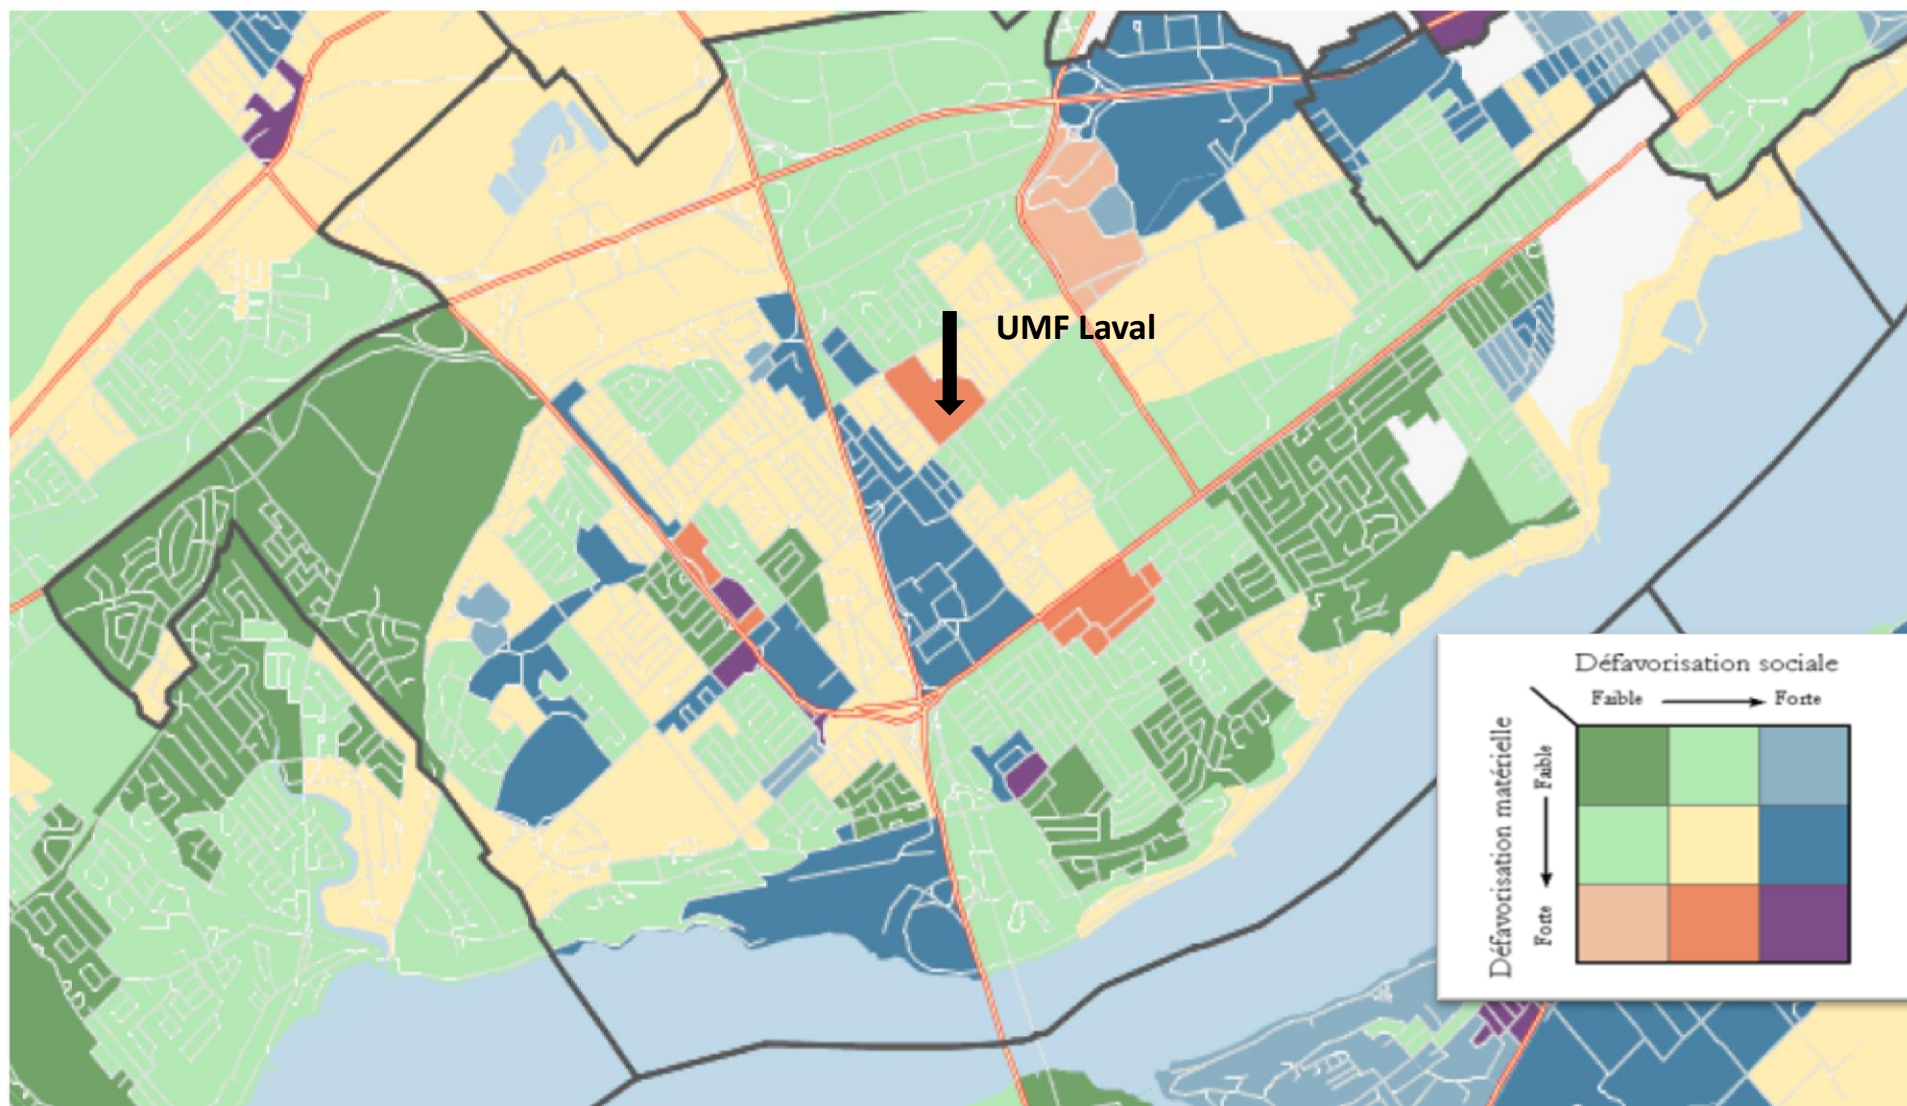 UMF Laval
Défavorisation sociale
Faible Forte
Défavorisation matérielle
Faible
Forte